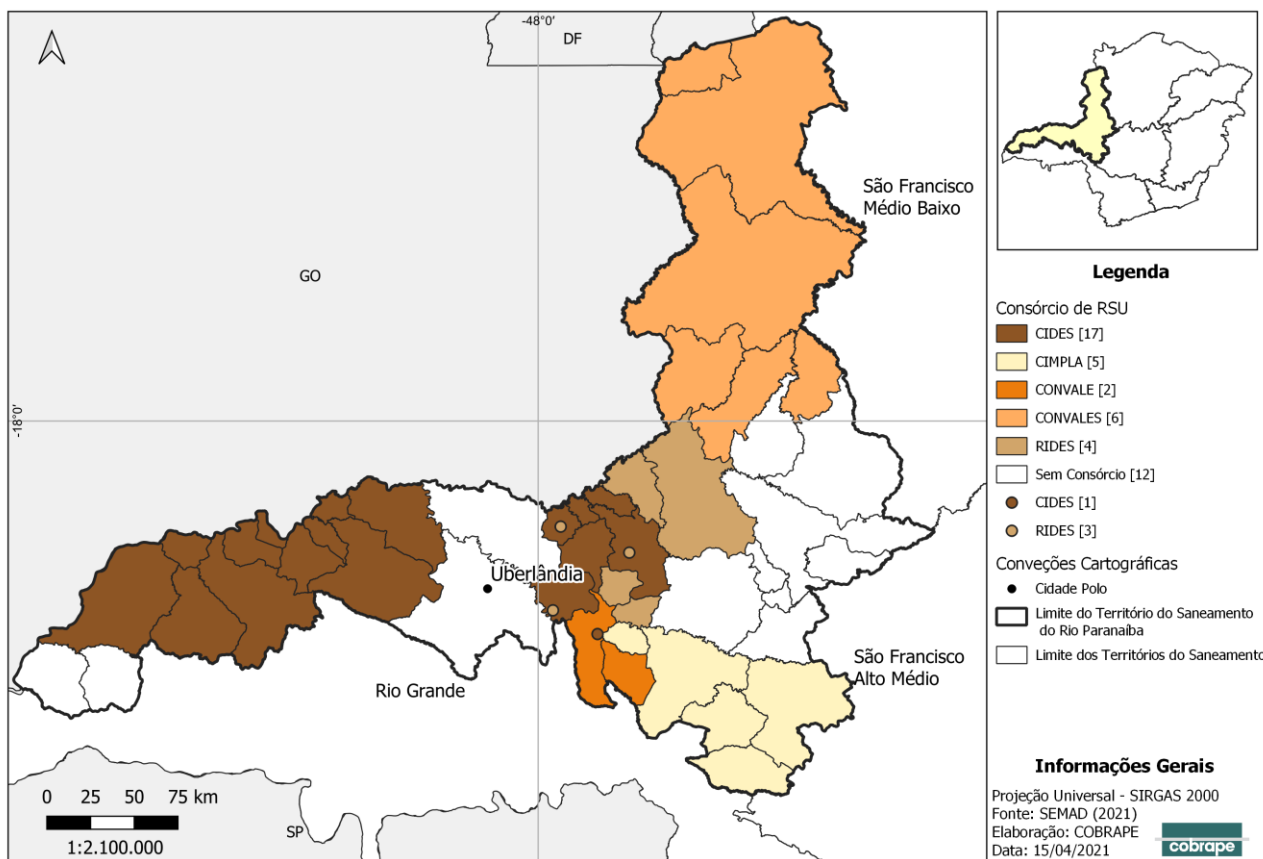 -48°0'
DF
GO
São Francisco
Médio Baixo
-18°0'
Uberlândia
Rio Grande
São Francisco
Alto Médio
SP
0 25 50 75 km
1:2.100.000
Legenda
Consórcio de RSU
CIDES [17]
CIMPLA [5]
CONVALE [2]
CONVALES [6]
RIDES [4]
Sem Consórcio [12]
CIDES [1]
RIDES [3]
Conveções Cartográficas
Cidade Polo
Limite do Território do Saneamento
do Rio Paranaíba
Limite dos Territórios do Saneamento
Informações Gerais
Projeção Universal - SIRGAS 2000
Fonte: SEMAD (2021)
Elaboração: COBRAPE
Data: 15/04/2021
cobrape